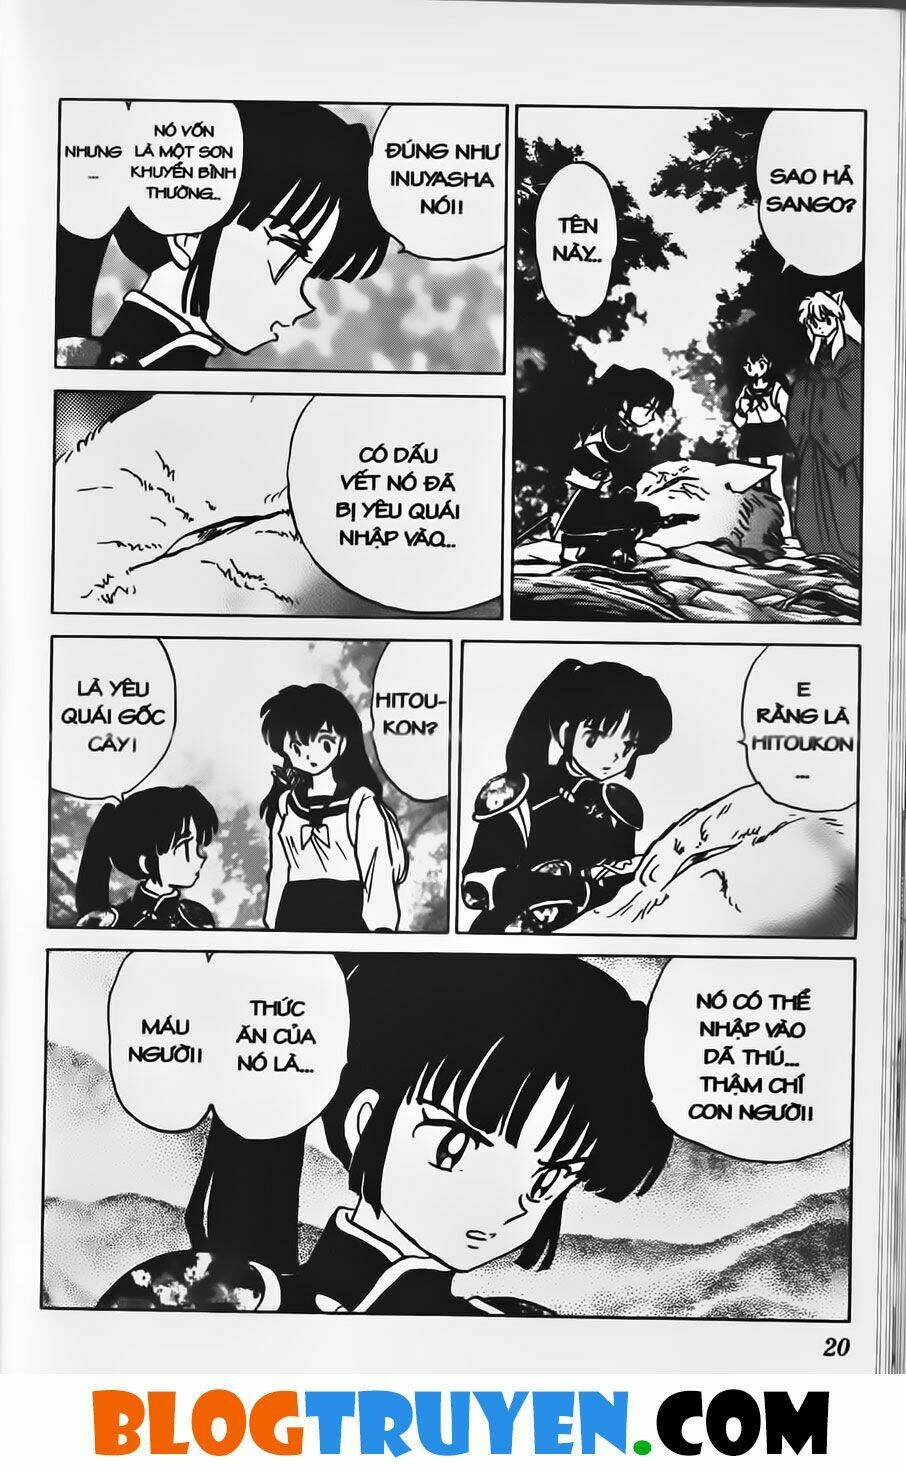 SAO HẢ
SANGO?
TÊN
NÀY...
ĐÚNG NHƯ
INUYASHA
NÓI!
NÓ VỐN
LÀ MỘT SƠN
KHUYỂN BÌNH
THƯỜNG...
NHƯNG
...
CÓ DẤU
VẾT NÓ ĐÃ
BỊ YÊU QUÁI
NHẬP VÀO...
E
RẰNG LÀ
HITOUKON
...
HITOU-
KON?
LÀ YÊU
QUÁI GỐC
CÂY!
NÓ CÓ THỂ
NHẬP VÀO
DÃ THÚ...
THẬM CHÍ
CON NGƯỜI!
THỨC
ĂN CỦA
NÓ LÀ...
MÁU
NGƯỜI!
20
BLOGTRUYEN.COM